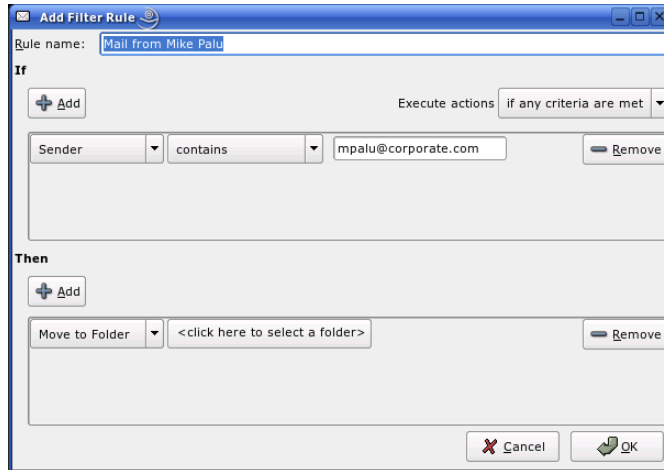 Add Filter Rule
Rule name: Mail from Mike Palu
If
Add Execute actions if any criteria are met
Sender contains mpalu@corporate.com Remove
Then
Add
Move to Folder <click here to select a folder> Remove
Cancel OK